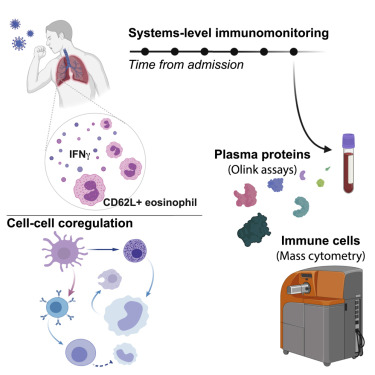 Systems-level immunomonitoring
Time from admission
IFNγ
CD62L+ eosinophil
Plasma proteins
(Olink assays)
Cell-cell coregulation
Immune cells
(Mass cytometry)